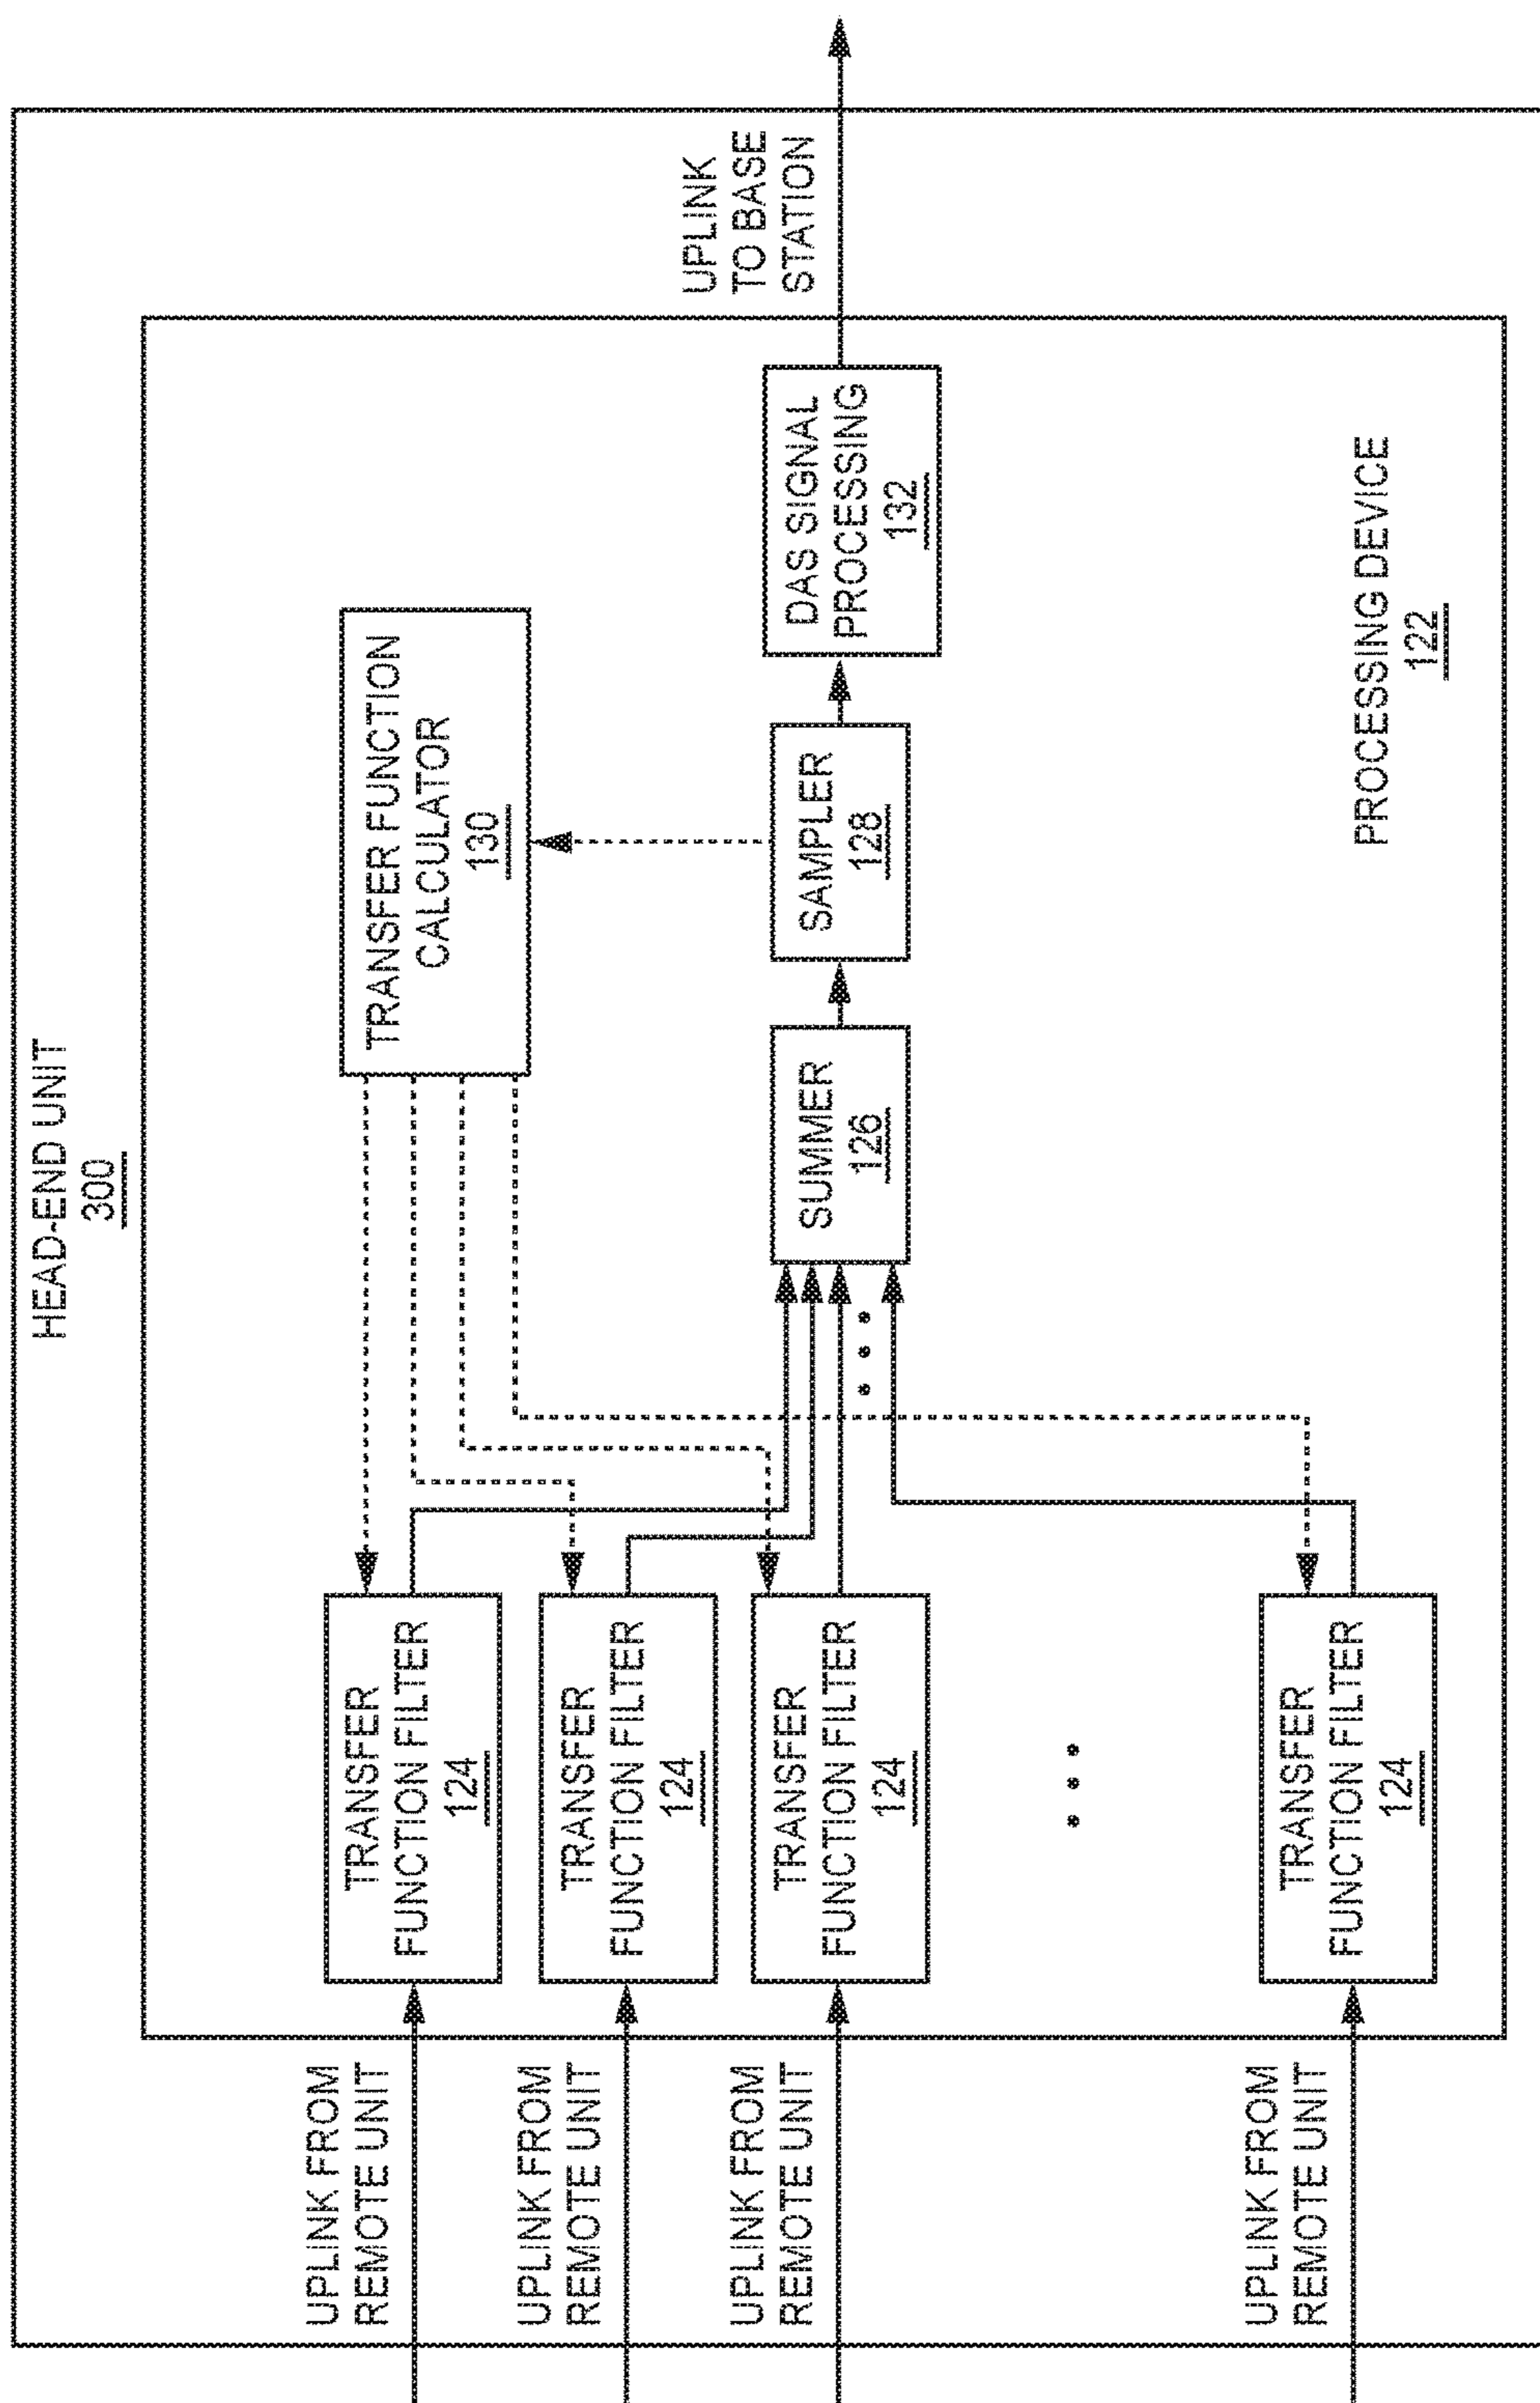 HEAD-END UNIT
300
UPLINK FROM
REMOTE UNIT
TRANSFER
FUNCTION FILTER
124
UPLINK FROM
REMOTE UNIT
TRANSFER
FUNCTION FILTER
124
UPLINK FROM
REMOTE UNIT
TRANSFER
FUNCTION FILTER
124
UPLINK FROM
REMOTE UNIT
TRANSFER
FUNCTION FILTER
124
TRANSFER FUNCTION
CALCULATOR
130
SUMMER
126
SAMPLER
128
DAS SIGNAL
PROCESSING
132
UPLINK
TO BASE
STATION
PROCESSING DEVICE
122